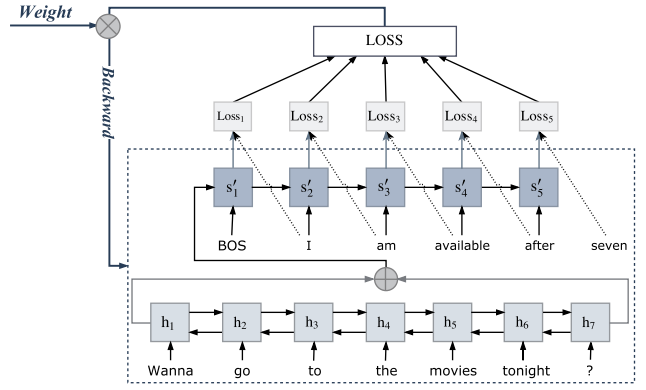 Weight
LOSS
Backward
Loss1 Loss2 Loss3 Loss4 Loss5
s′1 s′2 s′3 s′4 s′5
BOS I am available after seven
h1 h2 h3 h4 h5 h6 h7
Wanna go to the movies tonight ?